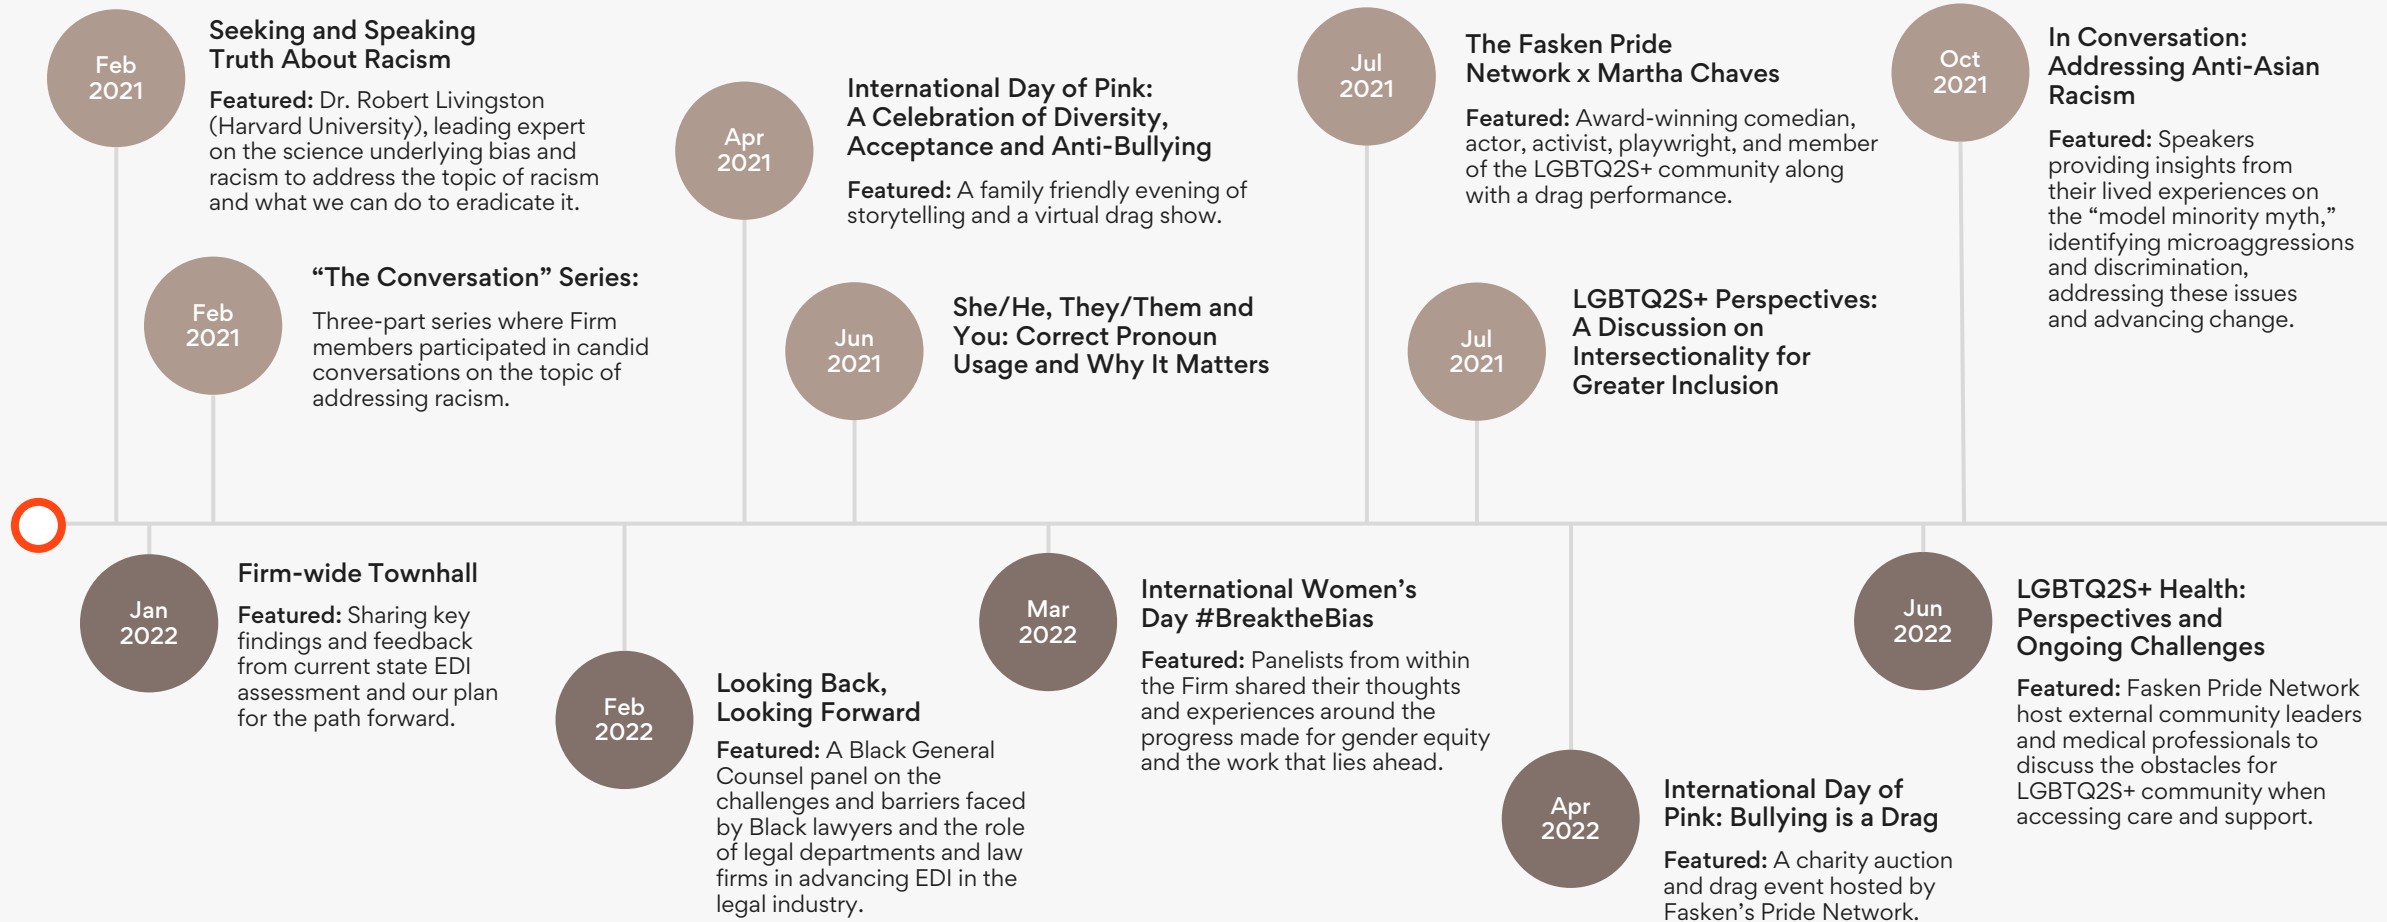 Feb
2021
Seeking and Speaking
Truth About Racism
Featured: Dr. Robert Livingston
(Harvard University), leading expert
on the science underlying bias and
racism to address the topic of racism
and what we can do to eradicate it.
Feb
2021
“The Conversation” Series:
Three-part series where Firm
members participated in candid
conversations on the topic of
addressing racism.
Apr
2021
International Day of Pink:
A Celebration of Diversity,
Acceptance and Anti-Bullying
Featured: A family friendly evening of
storytelling and a virtual drag show.
Jun
2021
She/He, They/Them and
You: Correct Pronoun
Usage and Why It Matters
Jul
2021
The Fasken Pride
Network x Martha Chaves
Featured: Award-winning comedian,
actor, activist, playwright, and member
of the LGBTQ2S+ community along
with a drag performance.
Jul
2021
LGBTQ2S+ Perspectives:
A Discussion on
Intersectionality for
Greater Inclusion
Oct
2021
In Conversation:
Addressing Anti-Asian
Racism
Featured: Speakers
providing insights from
their lived experiences on
the “model minority myth,”
identifying microaggressions
and discrimination,
addressing these issues
and advancing change.
Jan
2022
Firm-wide Townhall
Featured: Sharing key
findings and feedback
from current state EDI
assessment and our plan
for the path forward.
Feb
2022
Looking Back,
Looking Forward
Featured: A Black General
Counsel panel on the
challenges and barriers faced
by Black lawyers and the role
of legal departments and law
firms in advancing EDI in the
legal industry.
Mar
2022
International Women’s
Day #BreaktheBias
Featured: Panelists from within
the Firm shared their thoughts
and experiences around the
progress made for gender equity
and the work that lies ahead.
Apr
2022
International Day of
Pink: Bullying is a Drag
Featured: A charity auction
and drag event hosted by
Fasken’s Pride Network.
Jun
2022
LGBTQ2S+ Health:
Perspectives and
Ongoing Challenges
Featured: Fasken Pride Network
host external community leaders
and medical professionals to
discuss the obstacles for
LGBTQ2S+ community when
accessing care and support.